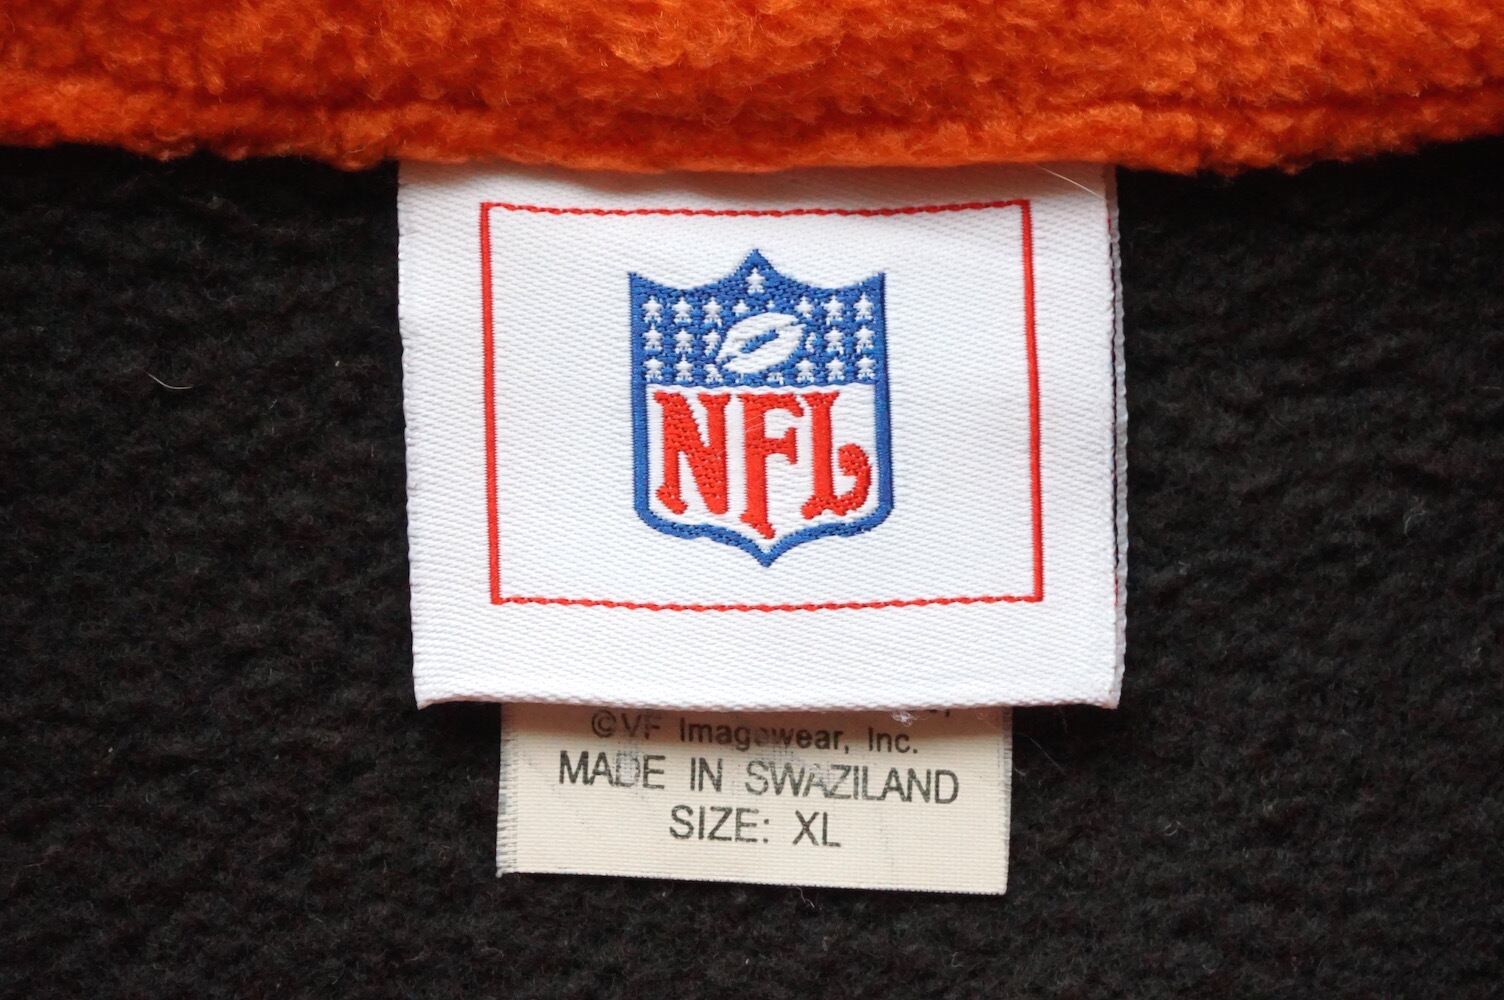 NFL
©VF Imagewear, Inc.
MADE IN SWAZILAND
SIZE: XL